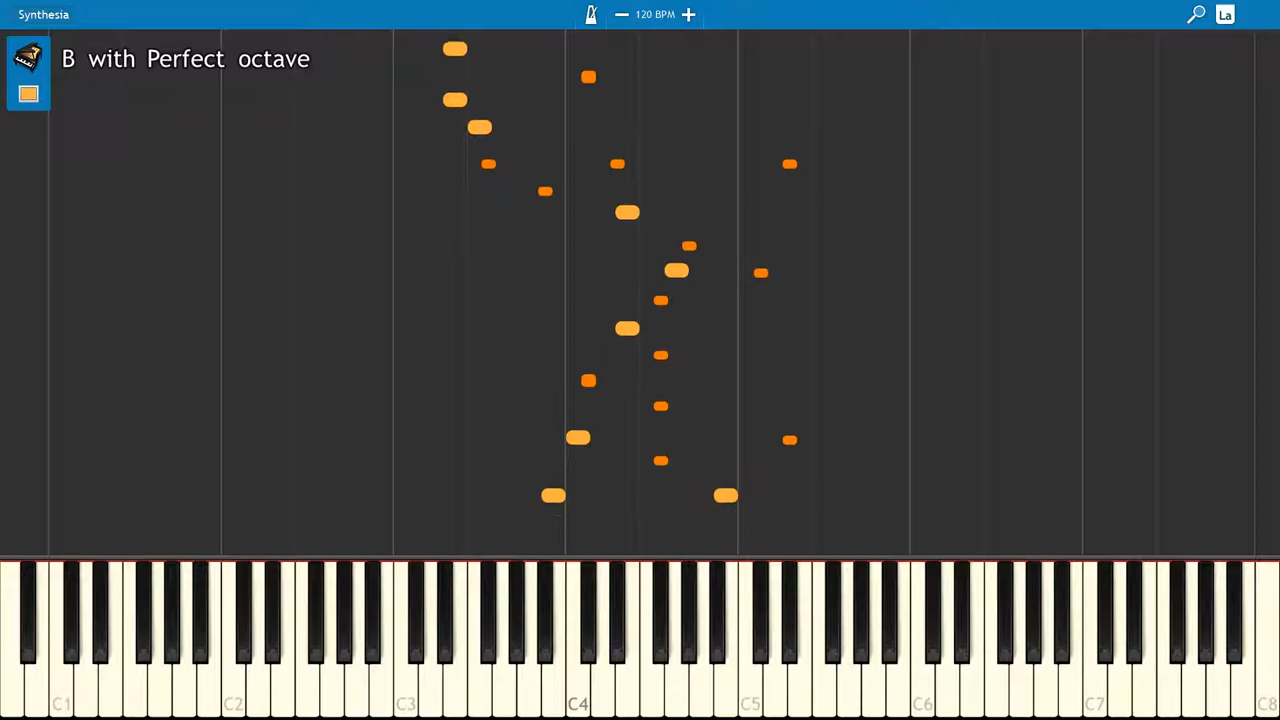 Synthesia
120 BPM
La
B with Perfect octave
C1 C2 C3 C4 C5 C6 C7 C8